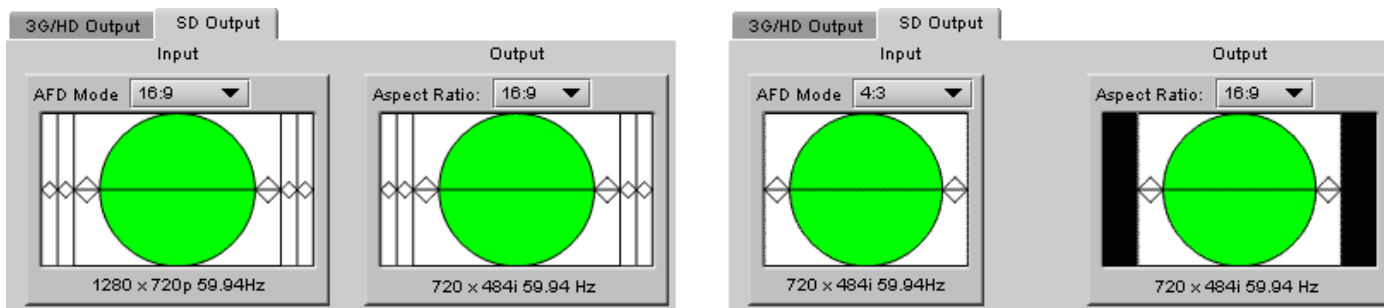 3G/HD Output SD Output
Input Output
AFD Mode 16:9 Aspect Ratio: 16:9
1280 x 720p 59.94Hz 720 x 484i 59.94 Hz
3G/HD Output SD Output
Input Output
AFD Mode 4:3 Aspect Ratio: 16:9
720 x 484i 59.94Hz 720 x 484i 59.94 Hz